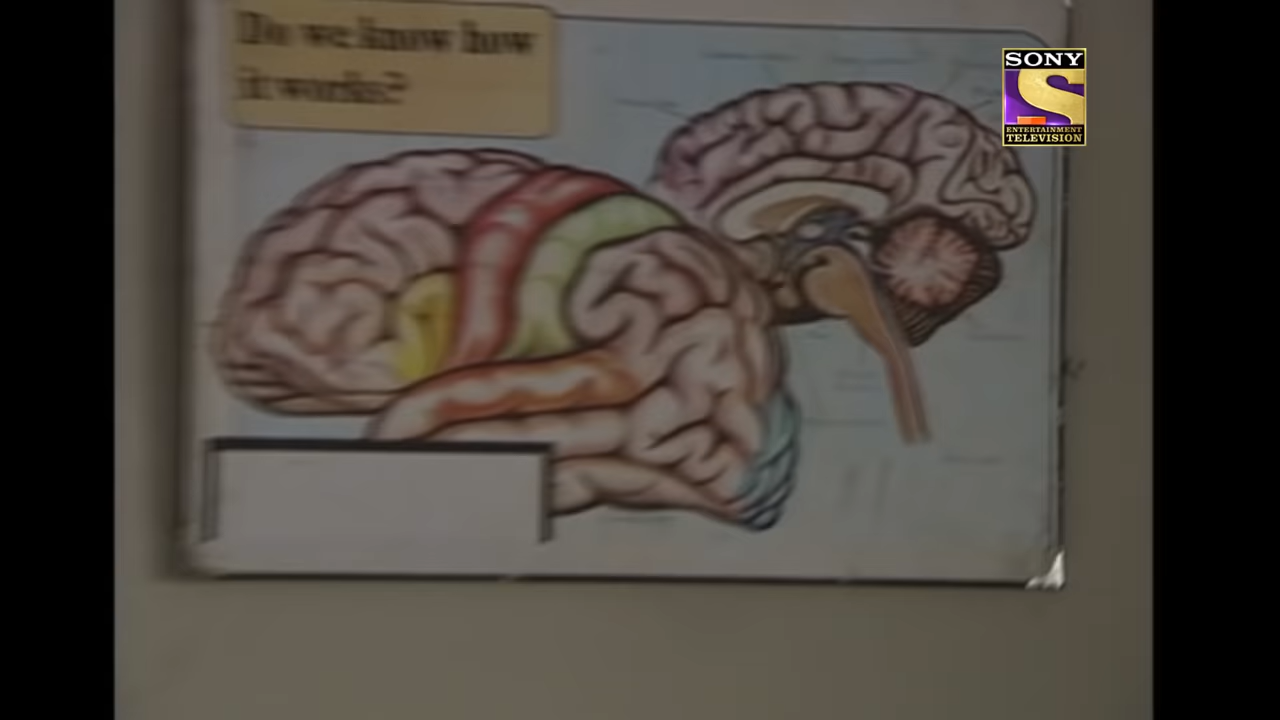 Do we know how
it works?
SONY
S
ENTERTAINMENT
TELEVISION